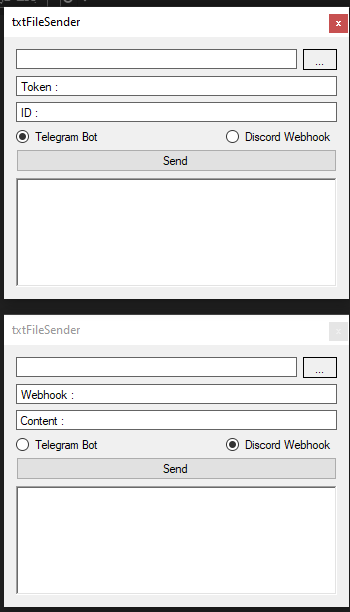 txtFileSender
x
...
Token :
ID :
Telegram Bot
Discord Webhook
Send
txtFileSender
x
...
Webhook :
Content :
Telegram Bot
Discord Webhook
Send